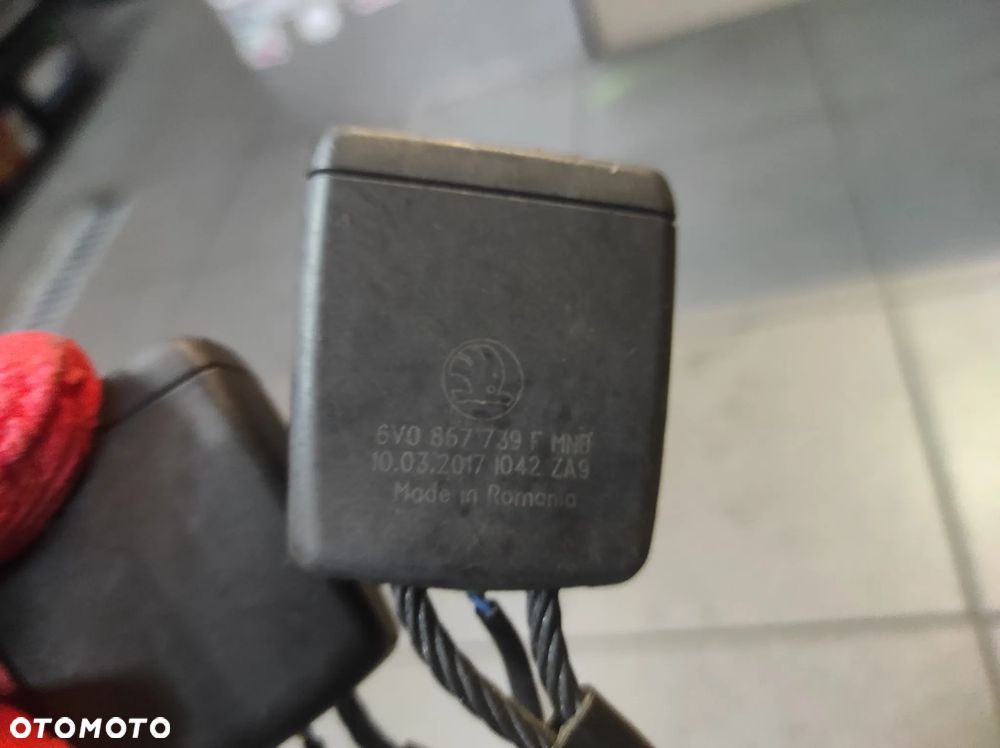 6V0 857 739 F MNB
10.03.2017 1042 ZA9
Made in Romania
OTOMOTO